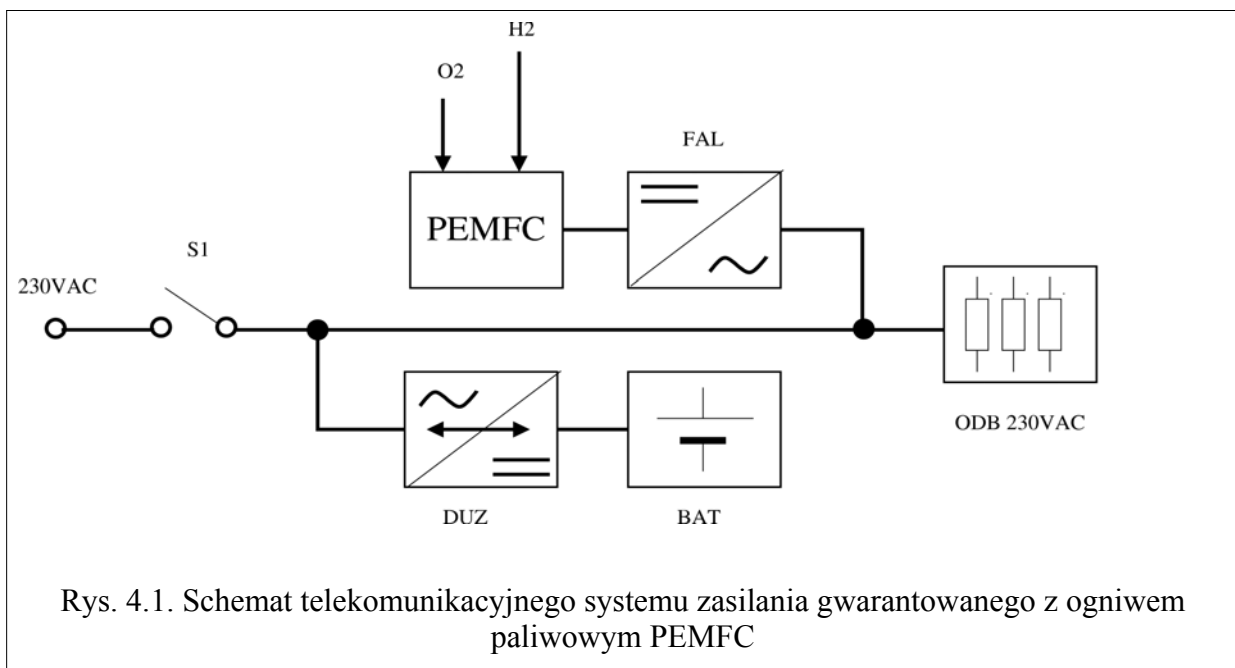 H2
O2
FAL
PEMFC
S1
230VAC
ODB 230VAC
DUZ
BAT
Rys. 4.1. Schemat telekomunikacyjnego systemu zasilania gwarantowanego z ogniwem
paliwowym PEMFC